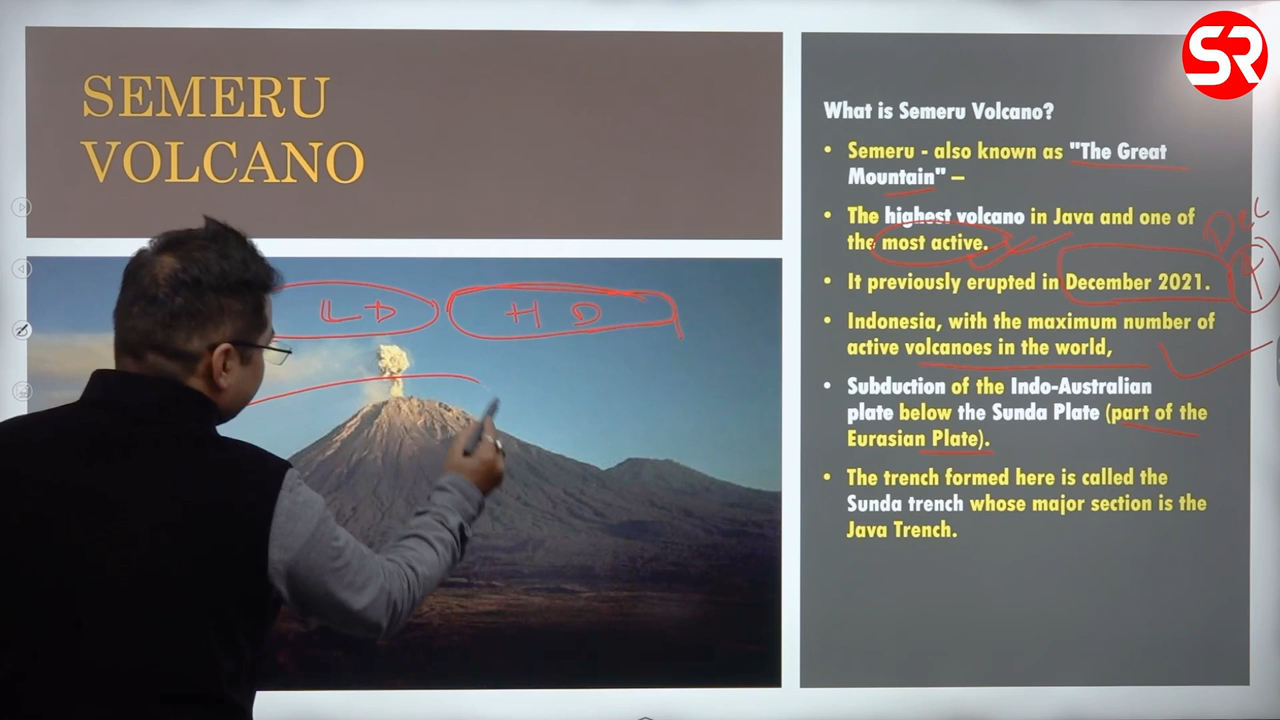 SEMERU
VOLCANO
SR
What is Semeru Volcano?
• Semeru - also known as "The Great
Mountain" –
• The highest volcano in Java and one of
the most active.
Dec
• It previously erupted in December 2021.
• Indonesia, with the maximum number of
active volcanoes in the world,
• Subduction of the Indo-Australian
plate below the Sunda Plate (part of the
Eurasian Plate).
• The trench formed here is called the
Sunda trench whose major section is the
Java Trench.
LD
HD